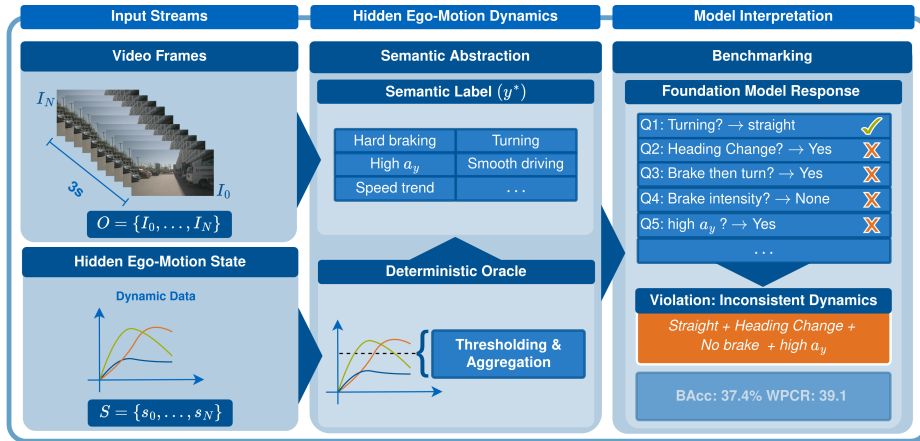 Input Streams
Video Frames
I_N
3s
I_0
O = {I_0, . . . , I_N}
Hidden Ego-Motion State
Dynamic Data
S = {s_0, . . . , s_N}
Hidden Ego-Motion Dynamics
Semantic Abstraction
Semantic Label (y*)
Hard braking
Turning
High a_y
Smooth driving
Speed trend
. . .
Deterministic Oracle
Thresholding &
Aggregation
Model Interpretation
Benchmarking
Foundation Model Response
Q1: Turning? → straight
Q2: Heading Change? → Yes
Q3: Brake then turn? → Yes
Q4: Brake intensity? → None
Q5: high a_y ? → Yes
. . .
Violation: Inconsistent Dynamics
Straight + Heading Change +
No brake + high a_y
BAcc: 37.4% WPCR: 39.1